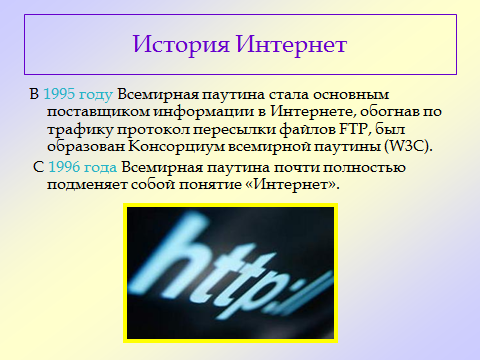 История Интернет
В 1995 году Всемирная паутина стала основным
поставщиком информации в Интернете, обогнав по
трафику протокол пересылки файлов FTP, был
образован Консорциум всемирной паутины (W3C).
С 1996 года Всемирная паутина почти полностью
подменяет собой понятие «Интернет».
http://